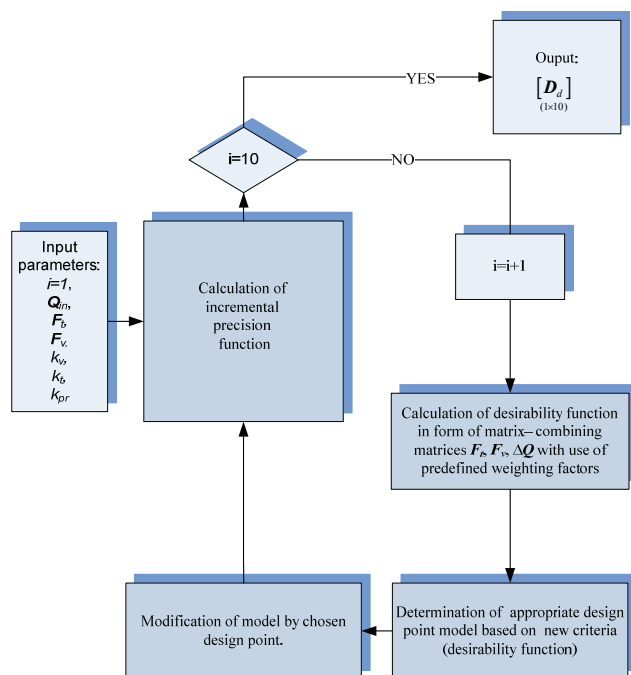 Ouput:
[D_d]
(1×10)
YES
i=10
NO
Input
parameters:
i=1,
Q_in,
F_t,
F_v,
k_v,
k_t,
k_pr
Calculation of
incremental
precision
function
i=i+1
Calculation of desirability function
in form of matrix– combining
matrices F_t, F_v, ΔQ with use of
predefined weighting factors
Modification of model by chosen
design point.
Determination of appropriate design
point model based on new criteria
(desirability function)